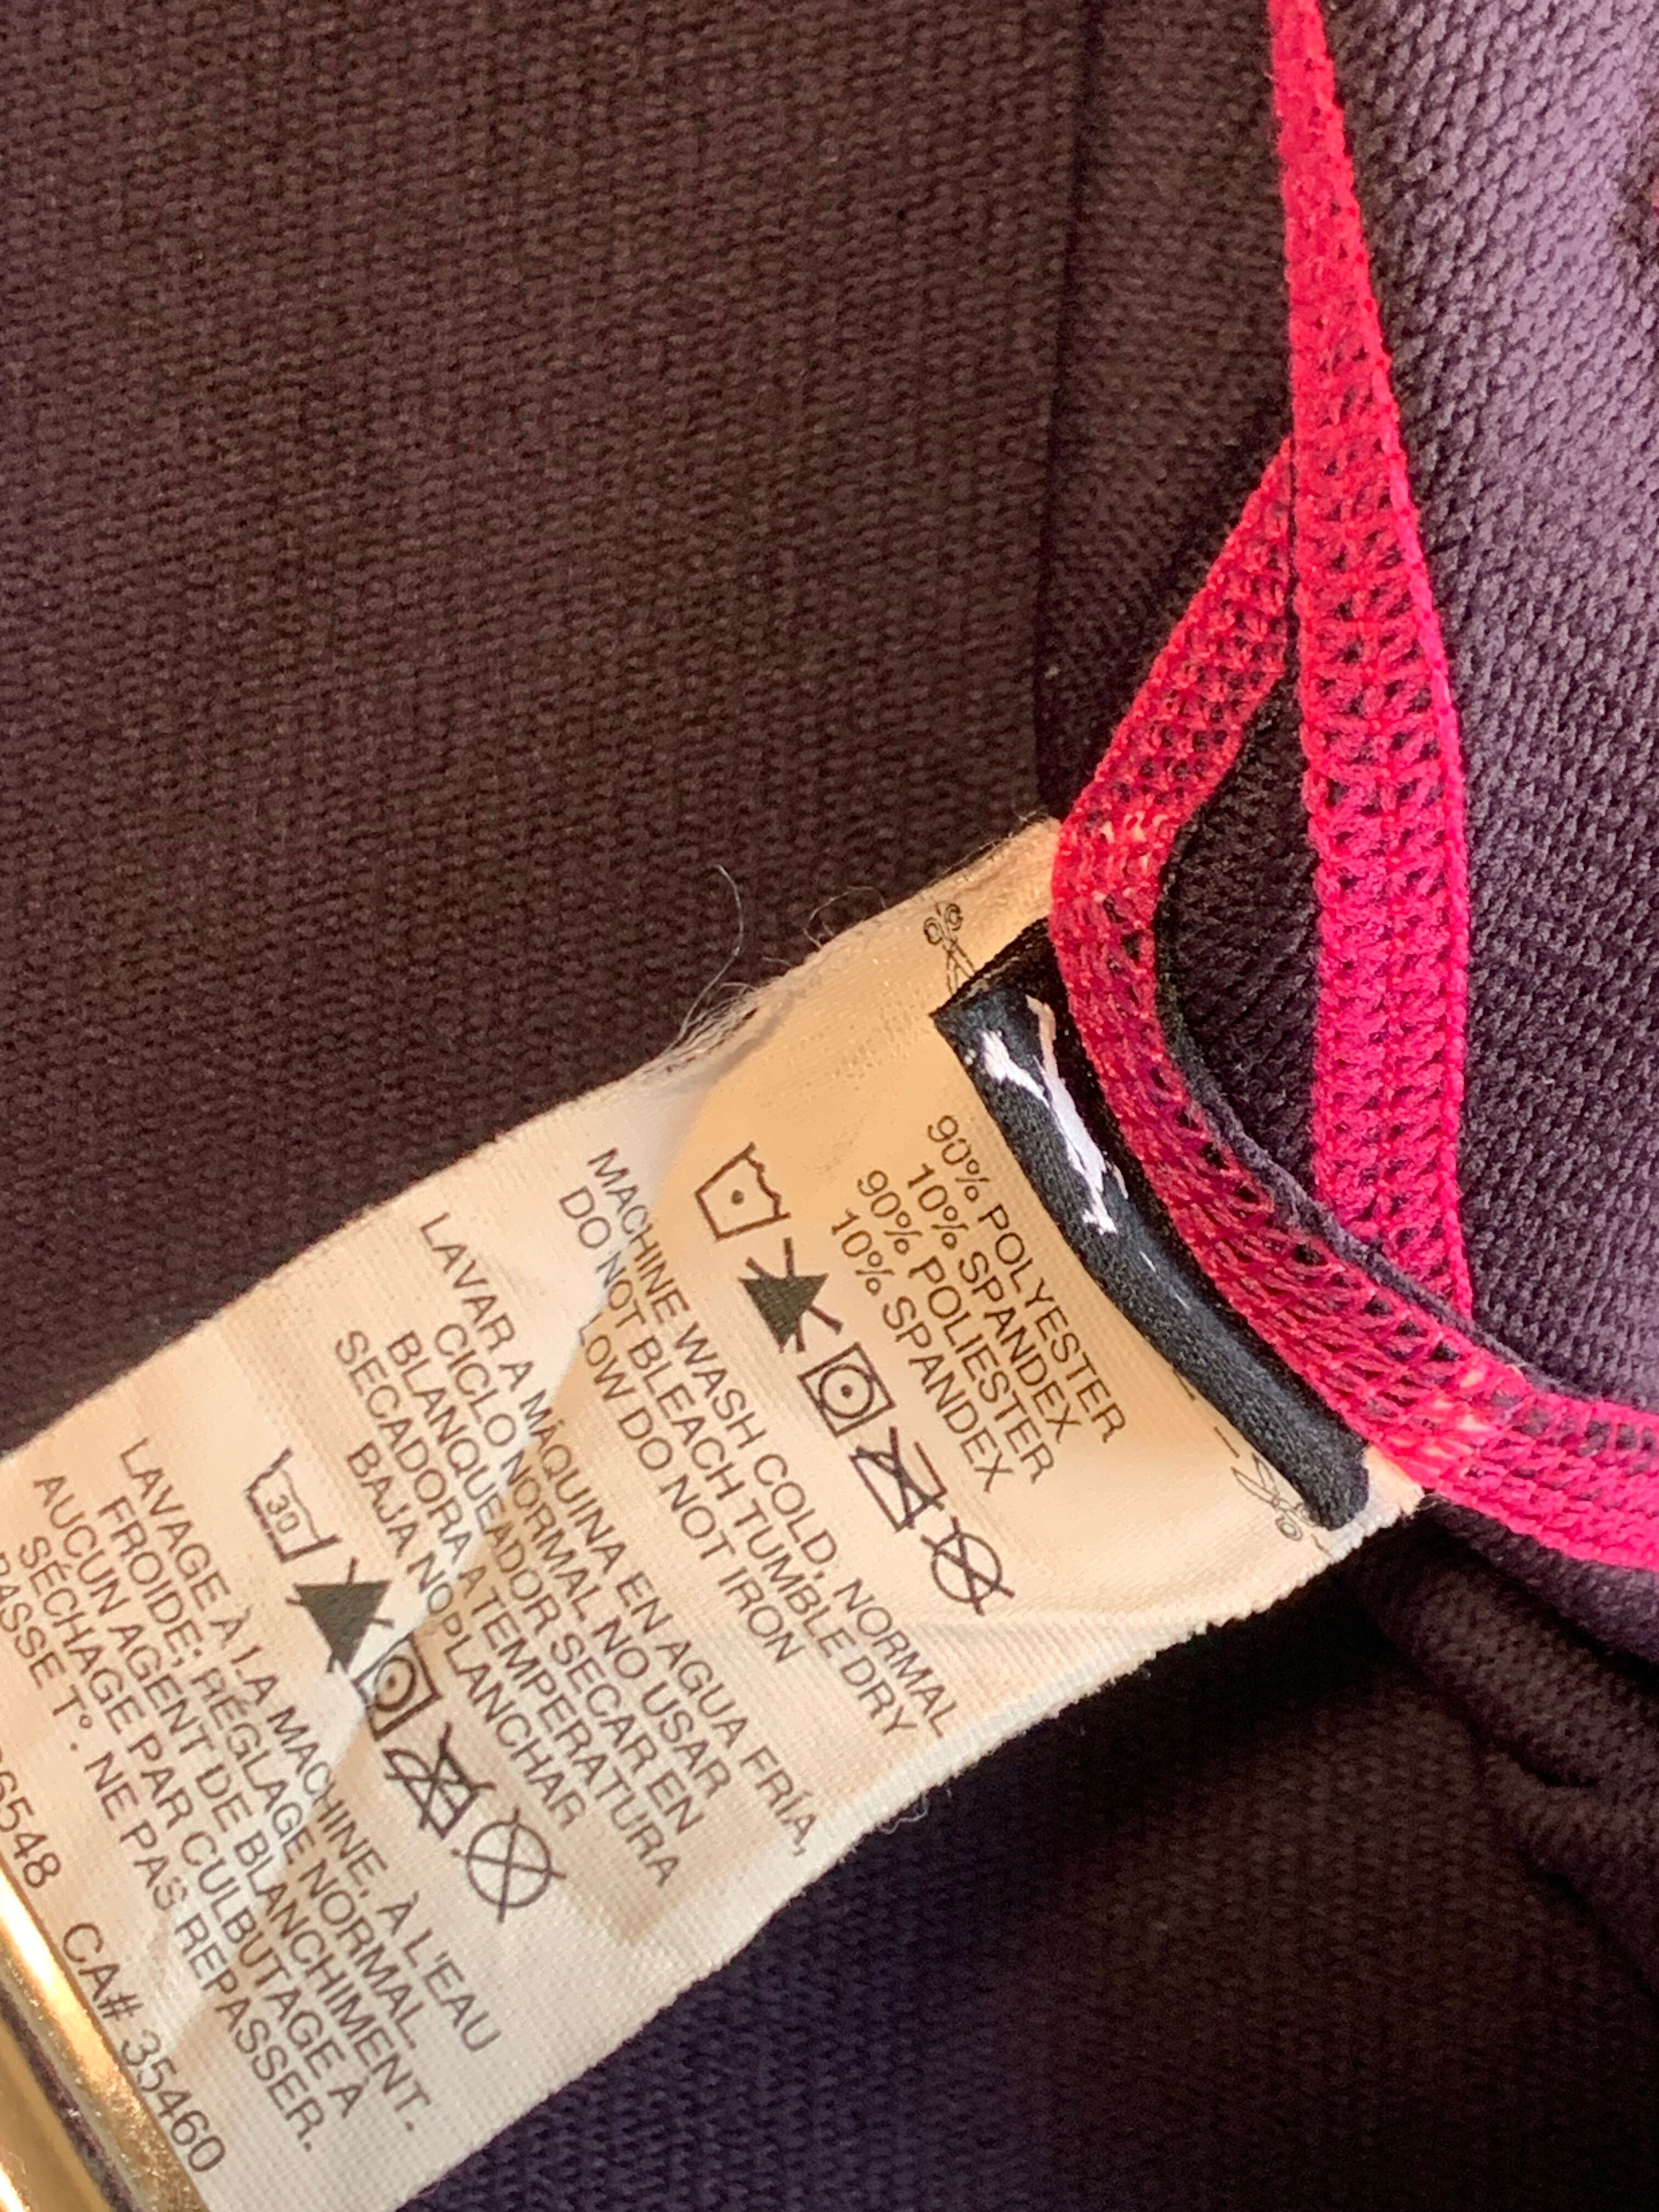 90% POLYESTER
10% SPANDEX
90% POLIESTER
10% SPANDEX
MACHINE WASH COLD, NORMAL
DO NOT BLEACH TUMBLE DRY
LOW DO NOT IRON
LAVAR A MÁQUINA EN AGUA FRÍA,
CICLO NORMAL NO USAR
BLANQUEADOR SECAR EN
SECADORA A TEMPERATURA
BAJA NO PLANCHAR
30
LAVAGE À LA MACHINE, À L'EAU
FROIDE; RÉGLAGE NORMAL.
AUCUN AGENT DE BLANCHIMENT.
SÉCHAGE PAR CULBUTAGE À
BASSE T°. NE PAS REPASSER.
6548 CA# 35460